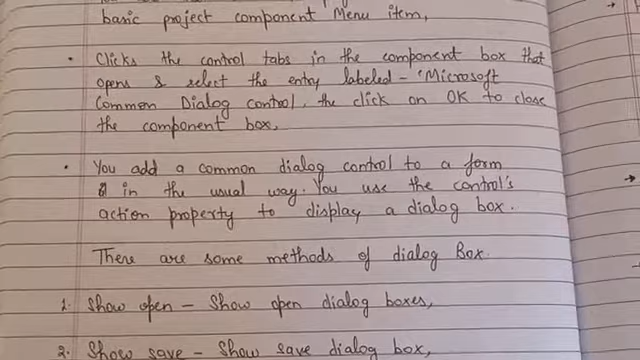 basic project component Menu item,
• Clicks the control tabs in the component box that
opens & select the entry labeled - 'Microsoft
Common Dialog control, the click on OK to close
the component box,
• You add a common dialog control to a form
in the usual way. You use the control's
action property to display a dialog box.
There are some methods of dialog Box.
1. Show open - Show open dialog boxes,
2. Show save - Show save dialog box,